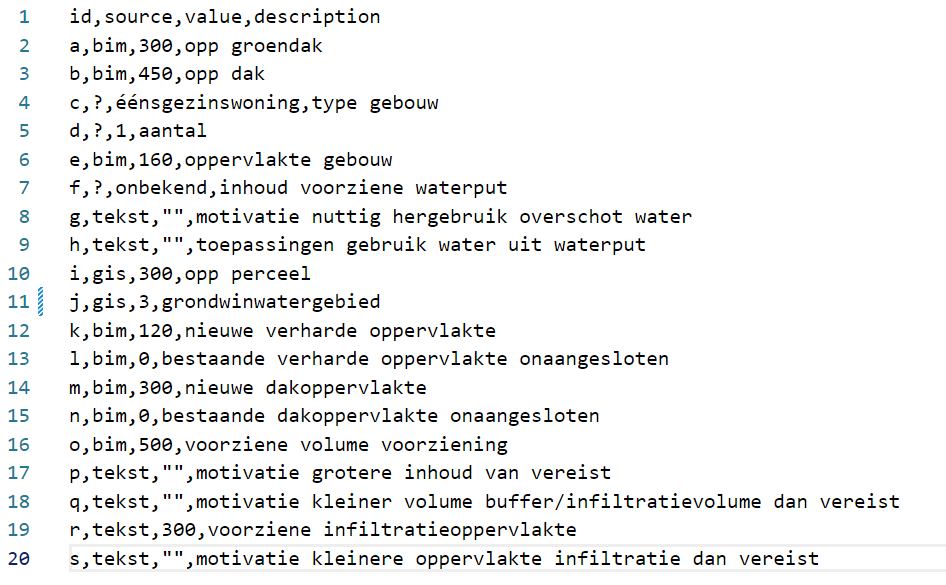 1 id,source,value,description
2 a,bim,300,opp groendak
3 b,bim,450,opp dak
4 c,?,éénsgezinswoning,type gebouw
5 d,?,1,aantal
6 e,bim,160,oppervlakte gebouw
7 f,?,onbekend,inhoud voorziene waterput
8 g,tekst,"",motivatie nuttig hergebruik overschot water
9 h,tekst,"",toepassingen gebruik water uit waterput
10 i,gis,300,opp perceel
11 j,gis,3,grondwinwatergebied
12 k,bim,120,nieuwe verharde oppervlakte
13 l,bim,0,bestaande verharde oppervlakte onaangesloten
14 m,bim,300,nieuwe dakoppervlakte
15 n,bim,0,bestaande dakoppervlakte onaangesloten
16 o,bim,500,voorziene volume voorziening
17 p,tekst,"",motivatie grotere inhoud van vereist
18 q,tekst,"",motivatie kleiner volume buffer/infiltratievolume dan vereist
19 r,tekst,300,voorziene infiltratieoppervlakte
20 s,tekst,"",motivatie kleinere oppervlakte infiltratie dan vereist